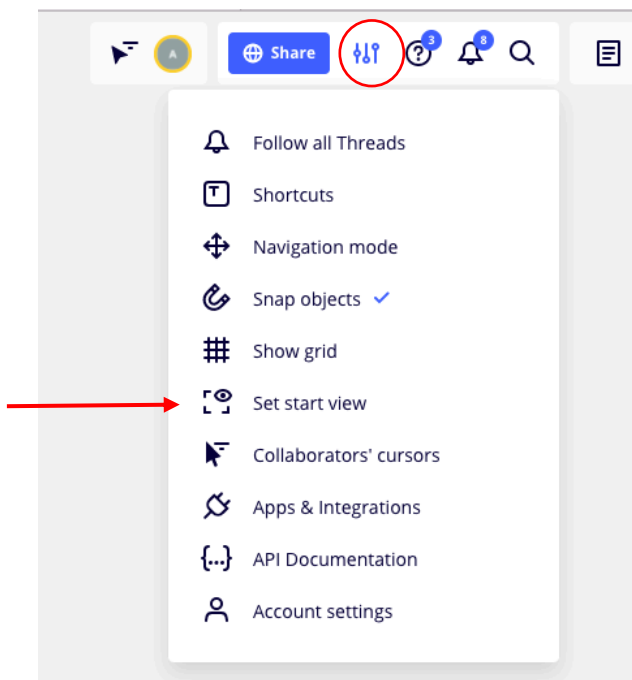 A
Share
3
8
Follow all Threads
T
Shortcuts
Navigation mode
Snap objects
Show grid
Set start view
Collaborators' cursors
Apps & Integrations
{...}
API Documentation
Account settings